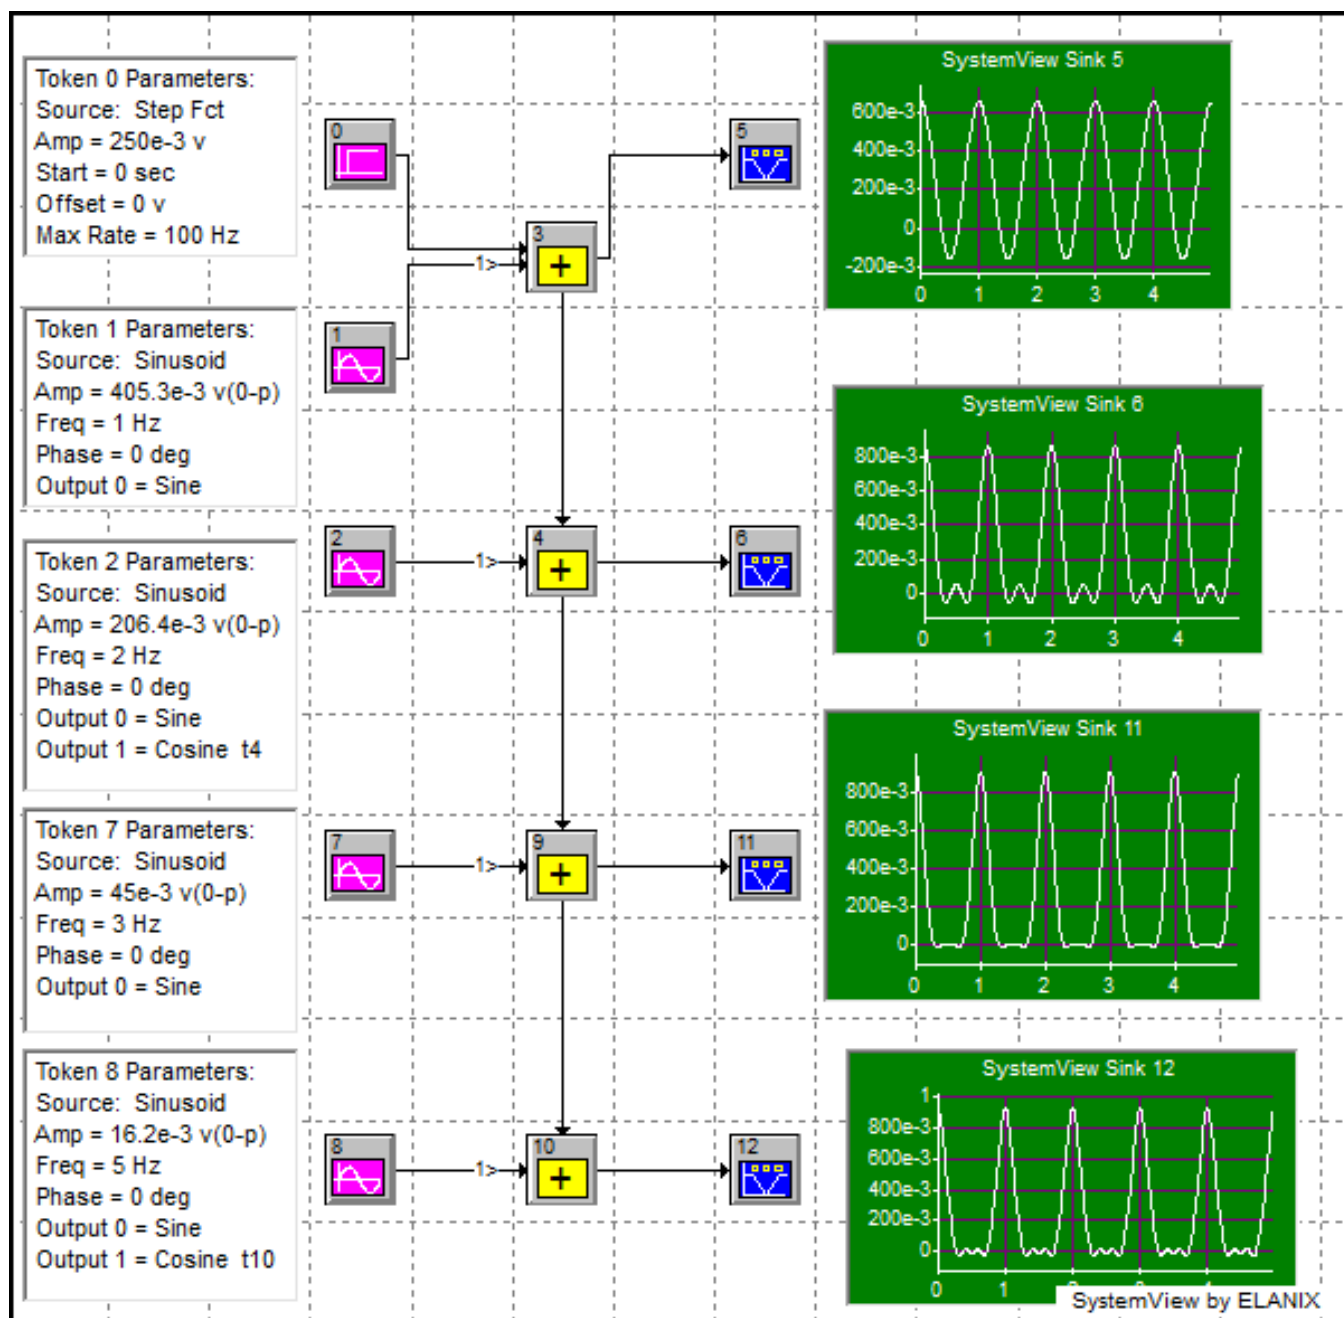 Token 0 Parameters:
Source:  Step Fct
Amp = 250e-3 v
Start = 0 sec
Offset = 0 v
Max Rate = 100 Hz
Token 1 Parameters:
Source:  Sinusoid
Amp = 405.3e-3 v(0-p)
Freq = 1 Hz
Phase = 0 deg
Output 0 = Sine
Token 2 Parameters:
Source:  Sinusoid
Amp = 206.4e-3 v(0-p)
Freq = 2 Hz
Phase = 0 deg
Output 0 = Sine
Output 1 = Cosine  t4
Token 7 Parameters:
Source:  Sinusoid
Amp = 45e-3 v(0-p)
Freq = 3 Hz
Phase = 0 deg
Output 0 = Sine
Token 8 Parameters:
Source:  Sinusoid
Amp = 16.2e-3 v(0-p)
Freq = 5 Hz
Phase = 0 deg
Output 0 = Sine
Output 1 = Cosine  t10
0
5
3
1>
+
1
2
4
6
1>
+
7
9
11
1>
+
8
10
12
1>
+
SystemView Sink 5
600e-3
400e-3
200e-3
0
-200e-3
0 1 2 3 4
SystemView Sink 6
800e-3
600e-3
400e-3
200e-3
0
0 1 2 3 4
SystemView Sink 11
800e-3
600e-3
400e-3
200e-3
0
0 1 2 3 4
SystemView Sink 12
1
800e-3
600e-3
400e-3
200e-3
0
0 1 2 3 4
SystemView by ELANIX